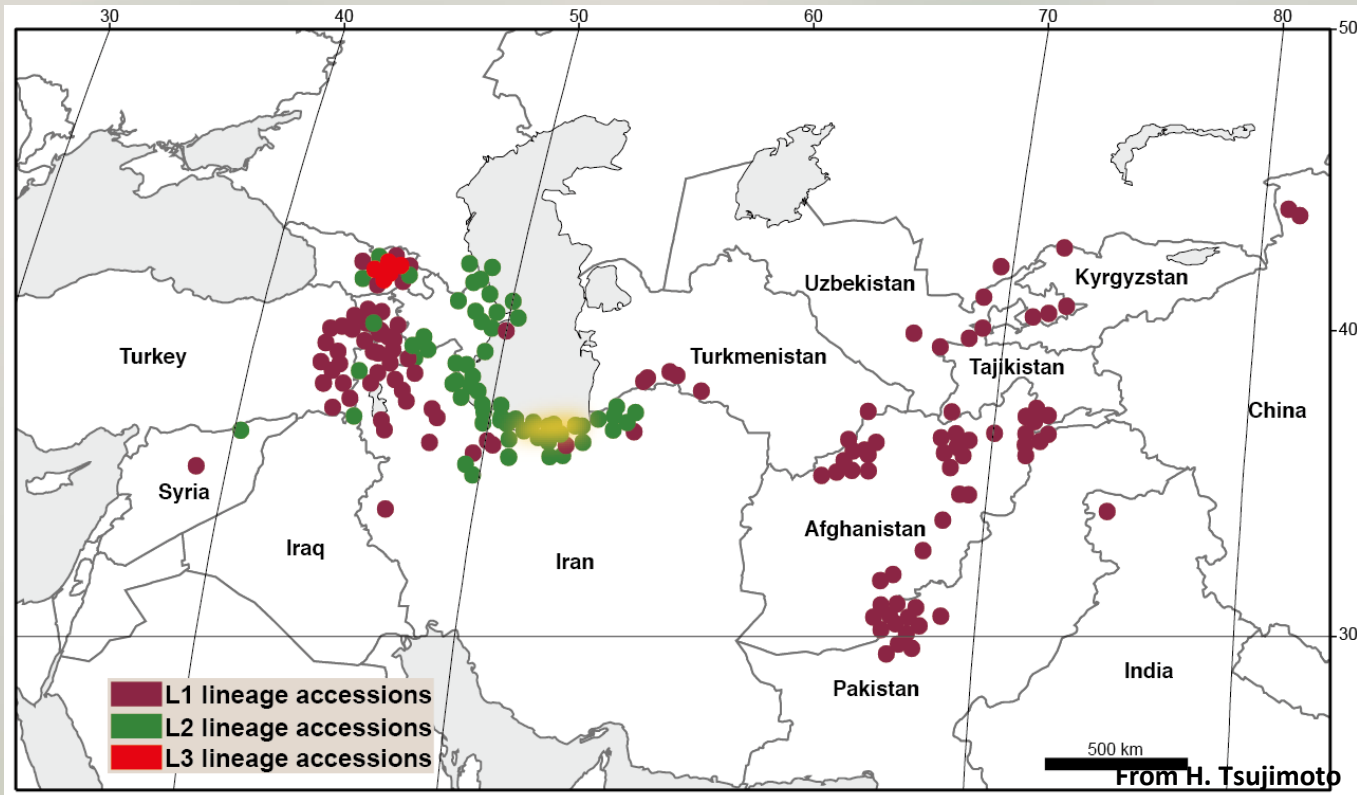 30 40 50 60 70 80
50
Uzbekistan
Kyrgyzstan
40
Turkey
Turkmenistan
Tajikistan
China
Syria
Afghanistan
Iraq
Iran
30
India
Pakistan
L1 lineage accessions
L2 lineage accessions
L3 lineage accessions
500 km
From H. Tsujimoto